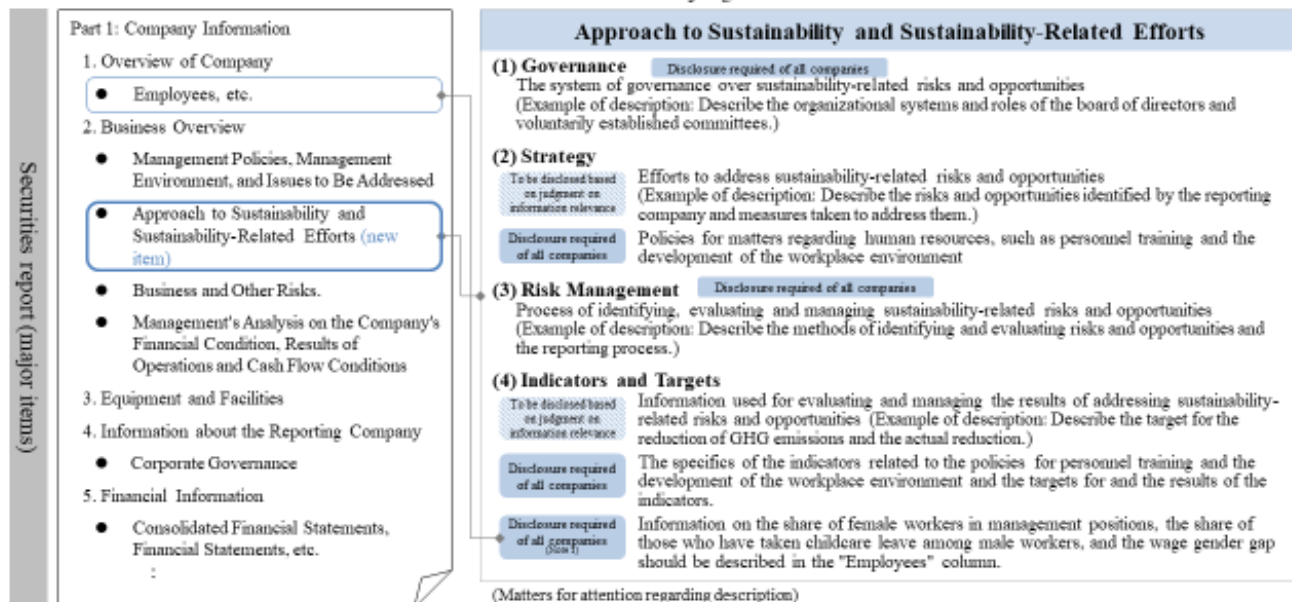 Securities report (major items)
Part 1: Company Information
1. Overview of Company
● Employees, etc.
2. Business Overview
● Management Policies, Management
Environment, and Issues to Be Addressed
● Approach to Sustainability and
Sustainability-Related Efforts (new
item)
● Business and Other Risks.
● Management's Analysis on the Company's
Financial Condition, Results of
Operations and Cash Flow Conditions
3. Equipment and Facilities
4. Information about the Reporting Company
● Corporate Governance
5. Financial Information
● Consolidated Financial Statements,
Financial Statements, etc.
:
Approach to Sustainability and Sustainability-Related Efforts
(1) Governance Disclosure required of all companies
The system of governance over sustainability-related risks and opportunities
(Example of description: Describe the organizational systems and roles of the board of directors and
voluntarily established committees.)
(2) Strategy
To be disclosed based
on judgment on
information relevance
Efforts to address sustainability-related risks and opportunities
(Example of description: Describe the risks and opportunities identified by the reporting
company and measures taken to address them.)
Disclosure required
of all companies
Policies for matters regarding human resources, such as personnel training and the
development of the workplace environment
(3) Risk Management Disclosure required of all companies
Process of identifying, evaluating and managing sustainability-related risks and opportunities
(Example of description: Describe the methods of identifying and evaluating risks and opportunities and
the reporting process.)
(4) Indicators and Targets
To be disclosed based
on judgment on
information relevance
Information used for evaluating and managing the results of addressing sustainability-
related risks and opportunities (Example of description: Describe the target for the
reduction of GHG emissions and the actual reduction.)
Disclosure required
of all companies
The specifics of the indicators related to the policies for personnel training and the
development of the workplace environment and the targets for and the results of the
indicators.
Disclosure required
of all companies
(Note 1)
Information on the share of female workers in management positions, the share of
those who have taken childcare leave among male workers, and the wage gender gap
should be described in the "Employees" column.
(Matters for attention regarding description)